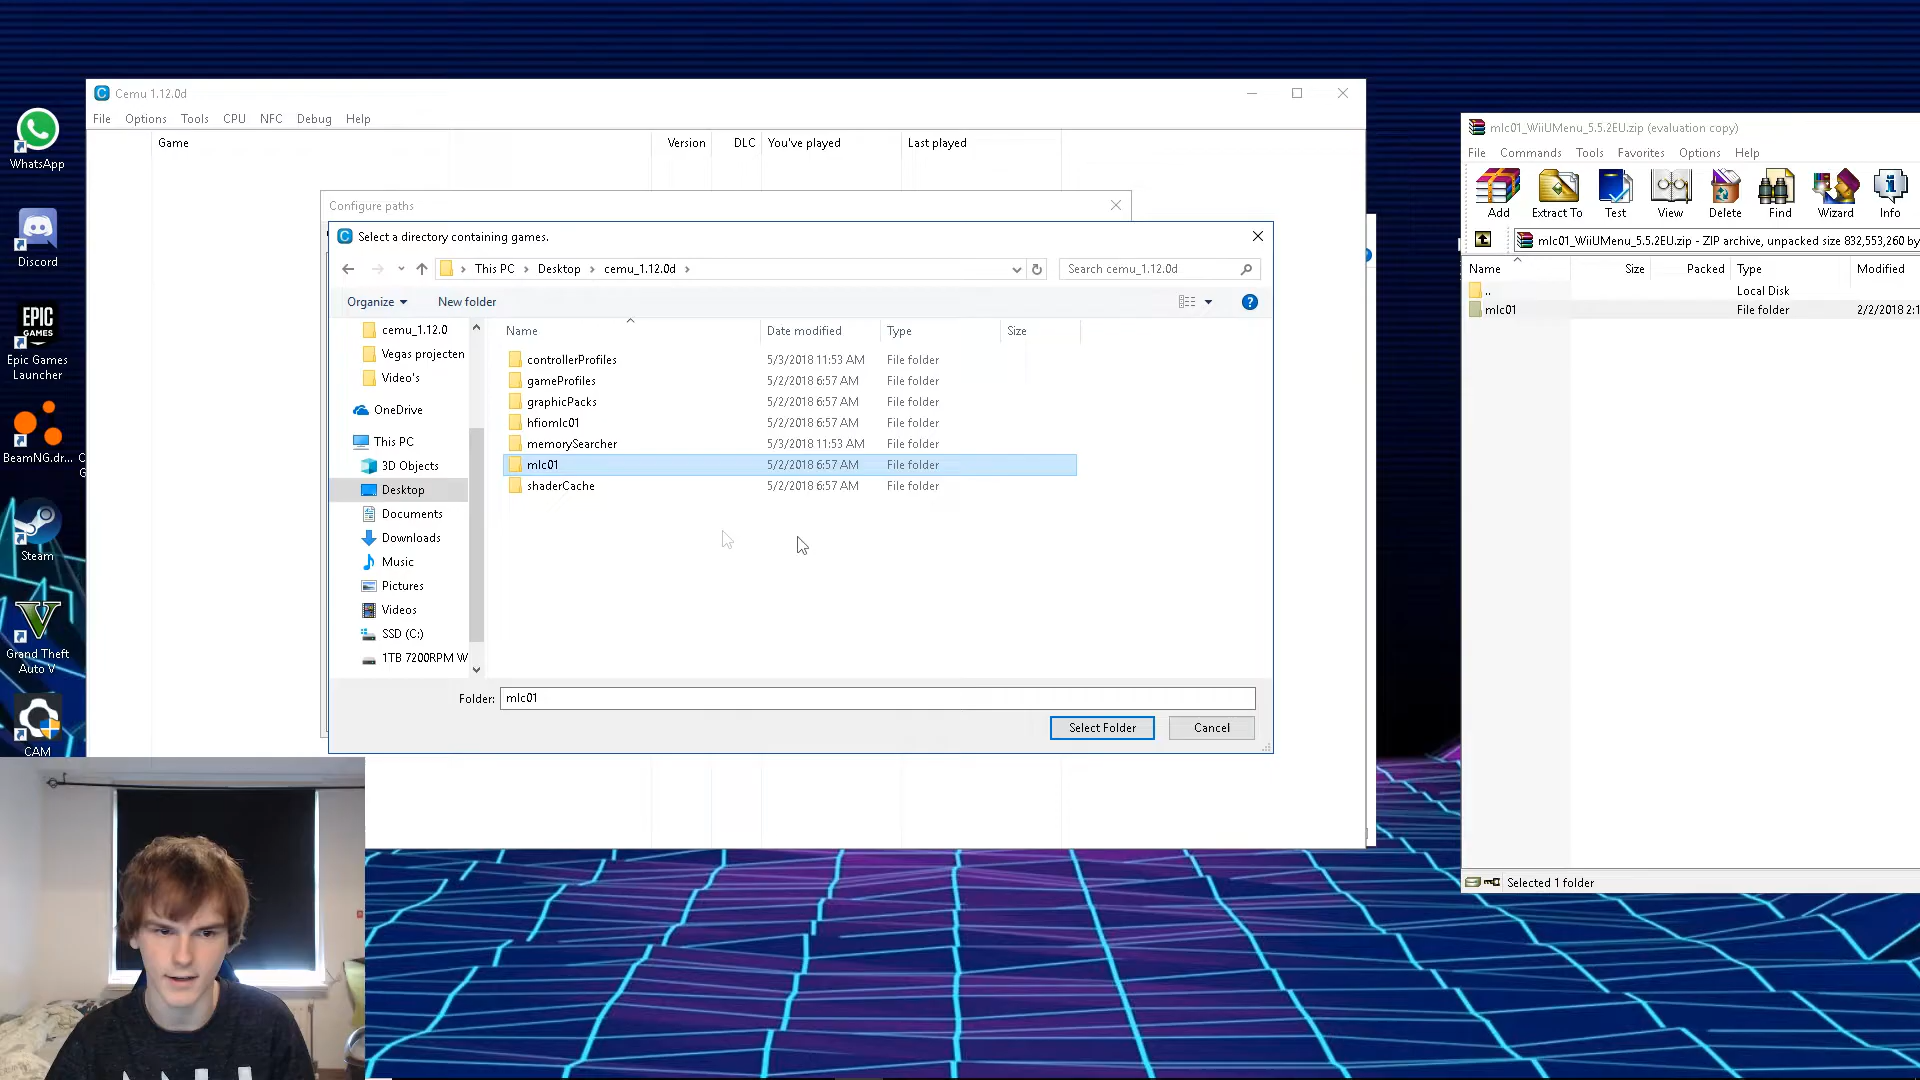 Cemu 1.12.0d
File Options Tools CPU NFC Debug Help
Game Version DLC You've played Last played
Configure paths
Select a directory containing games.
This PC Desktop cemu_1.12.0d
Search cemu_1.12.0d
Organize New folder
Name Date modified Type Size
controllerProfiles 5/3/2018 11:53 AM File folder
gameProfiles 5/2/2018 6:57 AM File folder
graphicPacks 5/2/2018 6:57 AM File folder
hfiomlc01 5/2/2018 6:57 AM File folder
memorySearcher 5/3/2018 11:53 AM File folder
mlc01 5/2/2018 6:57 AM File folder
shaderCache 5/2/2018 6:57 AM File folder
cemu_1.12.0
Vegas projecten
Video's
OneDrive
This PC
3D Objects
Desktop
Documents
Downloads
Music
Pictures
Videos
SSD (C:)
1TB 7200RPM W
Folder: mlc01
Select Folder Cancel
WhatsApp
Discord
EPIC
GAMES
Epic Games
Launcher
BeamNG.dr...
Steam
V
Grand Theft
Auto V
CAM
mlc01_WiiUMenu_5.5.2EU.zip (evaluation copy)
File Commands Tools Favorites Options Help
Add Extract To Test View Delete Find Wizard Info
mlc01_WiiUMenu_5.5.2EU.zip - ZIP archive, unpacked size 832,553,260 by
Name Size Packed Type Modified
.. Local Disk
mlc01 File folder 2/2/2018 2:1
Selected 1 folder